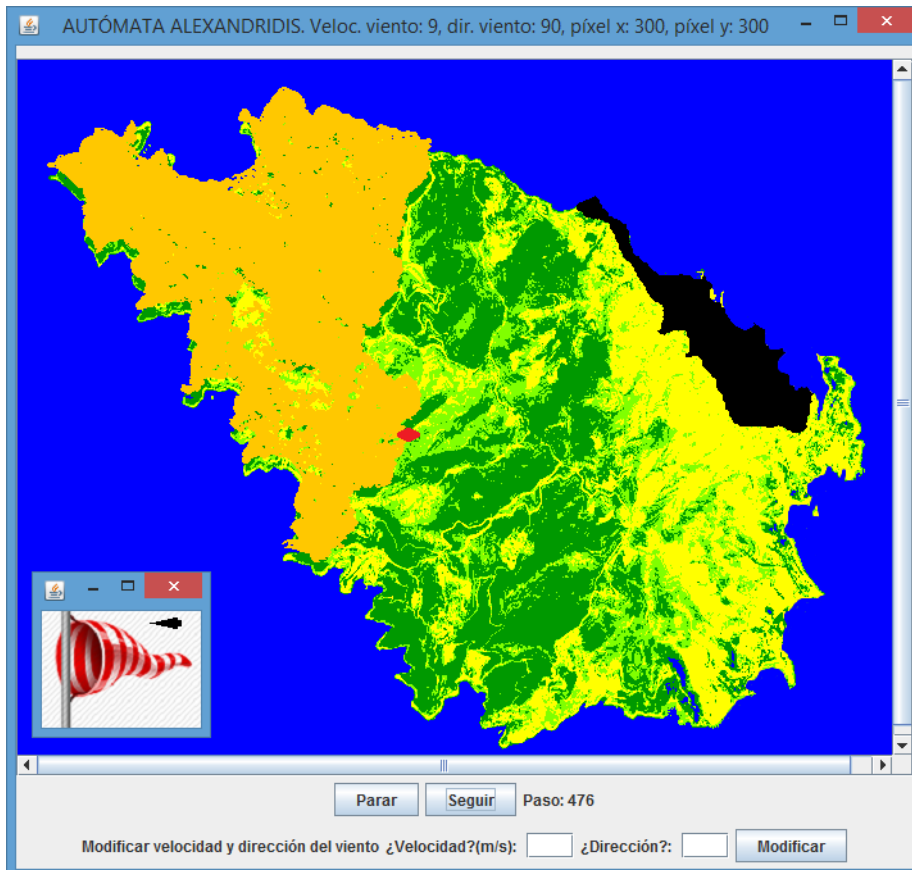 AUTÓMATA ALEXANDRIDIS. Veloc. viento: 9, dir. viento: 90, píxel x: 300, píxel y: 300
Parar Seguir Paso: 476
Modificar velocidad y dirección del viento ¿Velocidad?(m/s): ¿Dirección?: Modificar